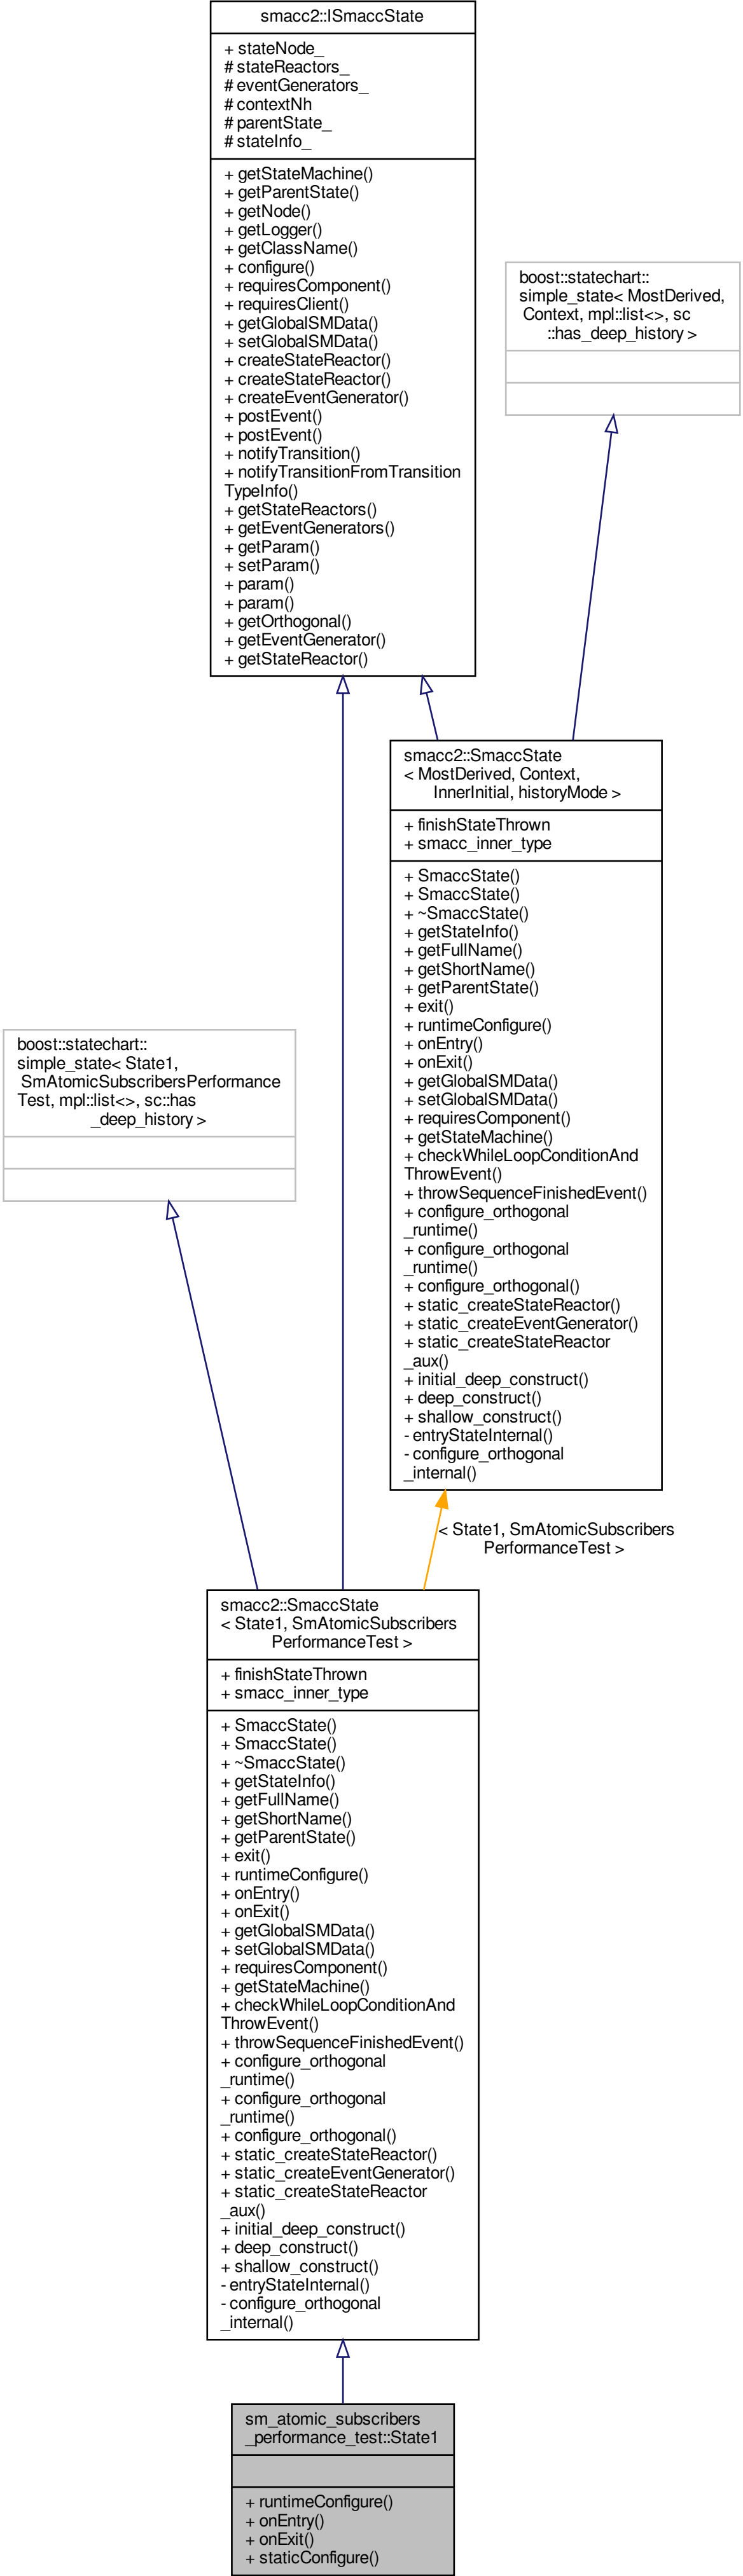 smacc2::ISmaccState
+ stateNode_
# stateReactors_
# eventGenerators_
# contextNh
# parentState_
# stateInfo_
+ getStateMachine()
+ getParentState()
+ getNode()
+ getLogger()
+ getClassName()
+ configure()
+ requiresComponent()
+ requiresClient()
+ getGlobalSMData()
+ setGlobalSMData()
+ createStateReactor()
+ createStateReactor()
+ createEventGenerator()
+ postEvent()
+ postEvent()
+ notifyTransition()
+ notifyTransitionFromTransition
TypeInfo()
+ getStateReactors()
+ getEventGenerators()
+ getParam()
+ setParam()
+ param()
+ param()
+ getOrthogonal()
+ getEventGenerator()
+ getStateReactor()
boost::statechart::
simple_state< MostDerived,
Context, mpl::list<>, sc
::has_deep_history >
smacc2::SmaccState
< MostDerived, Context,
InnerInitial, historyMode >
+ finishStateThrown
+ smacc_inner_type
+ SmaccState()
+ SmaccState()
+ ~SmaccState()
+ getStateInfo()
+ getFullName()
+ getShortName()
+ getParentState()
+ exit()
+ runtimeConfigure()
+ onEntry()
+ onExit()
+ getGlobalSMData()
+ setGlobalSMData()
+ requiresComponent()
+ getStateMachine()
+ checkWhileLoopConditionAnd
ThrowEvent()
+ throwSequenceFinishedEvent()
+ configure_orthogonal
_runtime()
+ configure_orthogonal
_runtime()
+ configure_orthogonal()
+ static_createStateReactor()
+ static_createEventGenerator()
+ static_createStateReactor
_aux()
+ initial_deep_construct()
+ deep_construct()
+ shallow_construct()
- entryStateInternal()
- configure_orthogonal
_internal()
boost::statechart::
simple_state< State1,
SmAtomicSubscribersPerformance
Test, mpl::list<>, sc::has
_deep_history >
< State1, SmAtomicSubscribers
PerformanceTest >
smacc2::SmaccState
< State1, SmAtomicSubscribers
PerformanceTest >
+ finishStateThrown
+ smacc_inner_type
+ SmaccState()
+ SmaccState()
+ ~SmaccState()
+ getStateInfo()
+ getFullName()
+ getShortName()
+ getParentState()
+ exit()
+ runtimeConfigure()
+ onEntry()
+ onExit()
+ getGlobalSMData()
+ setGlobalSMData()
+ requiresComponent()
+ getStateMachine()
+ checkWhileLoopConditionAnd
ThrowEvent()
+ throwSequenceFinishedEvent()
+ configure_orthogonal
_runtime()
+ configure_orthogonal
_runtime()
+ configure_orthogonal()
+ static_createStateReactor()
+ static_createEventGenerator()
+ static_createStateReactor
_aux()
+ initial_deep_construct()
+ deep_construct()
+ shallow_construct()
- entryStateInternal()
- configure_orthogonal
_internal()
sm_atomic_subscribers
_performance_test::State1
+ runtimeConfigure()
+ onEntry()
+ onExit()
+ staticConfigure()